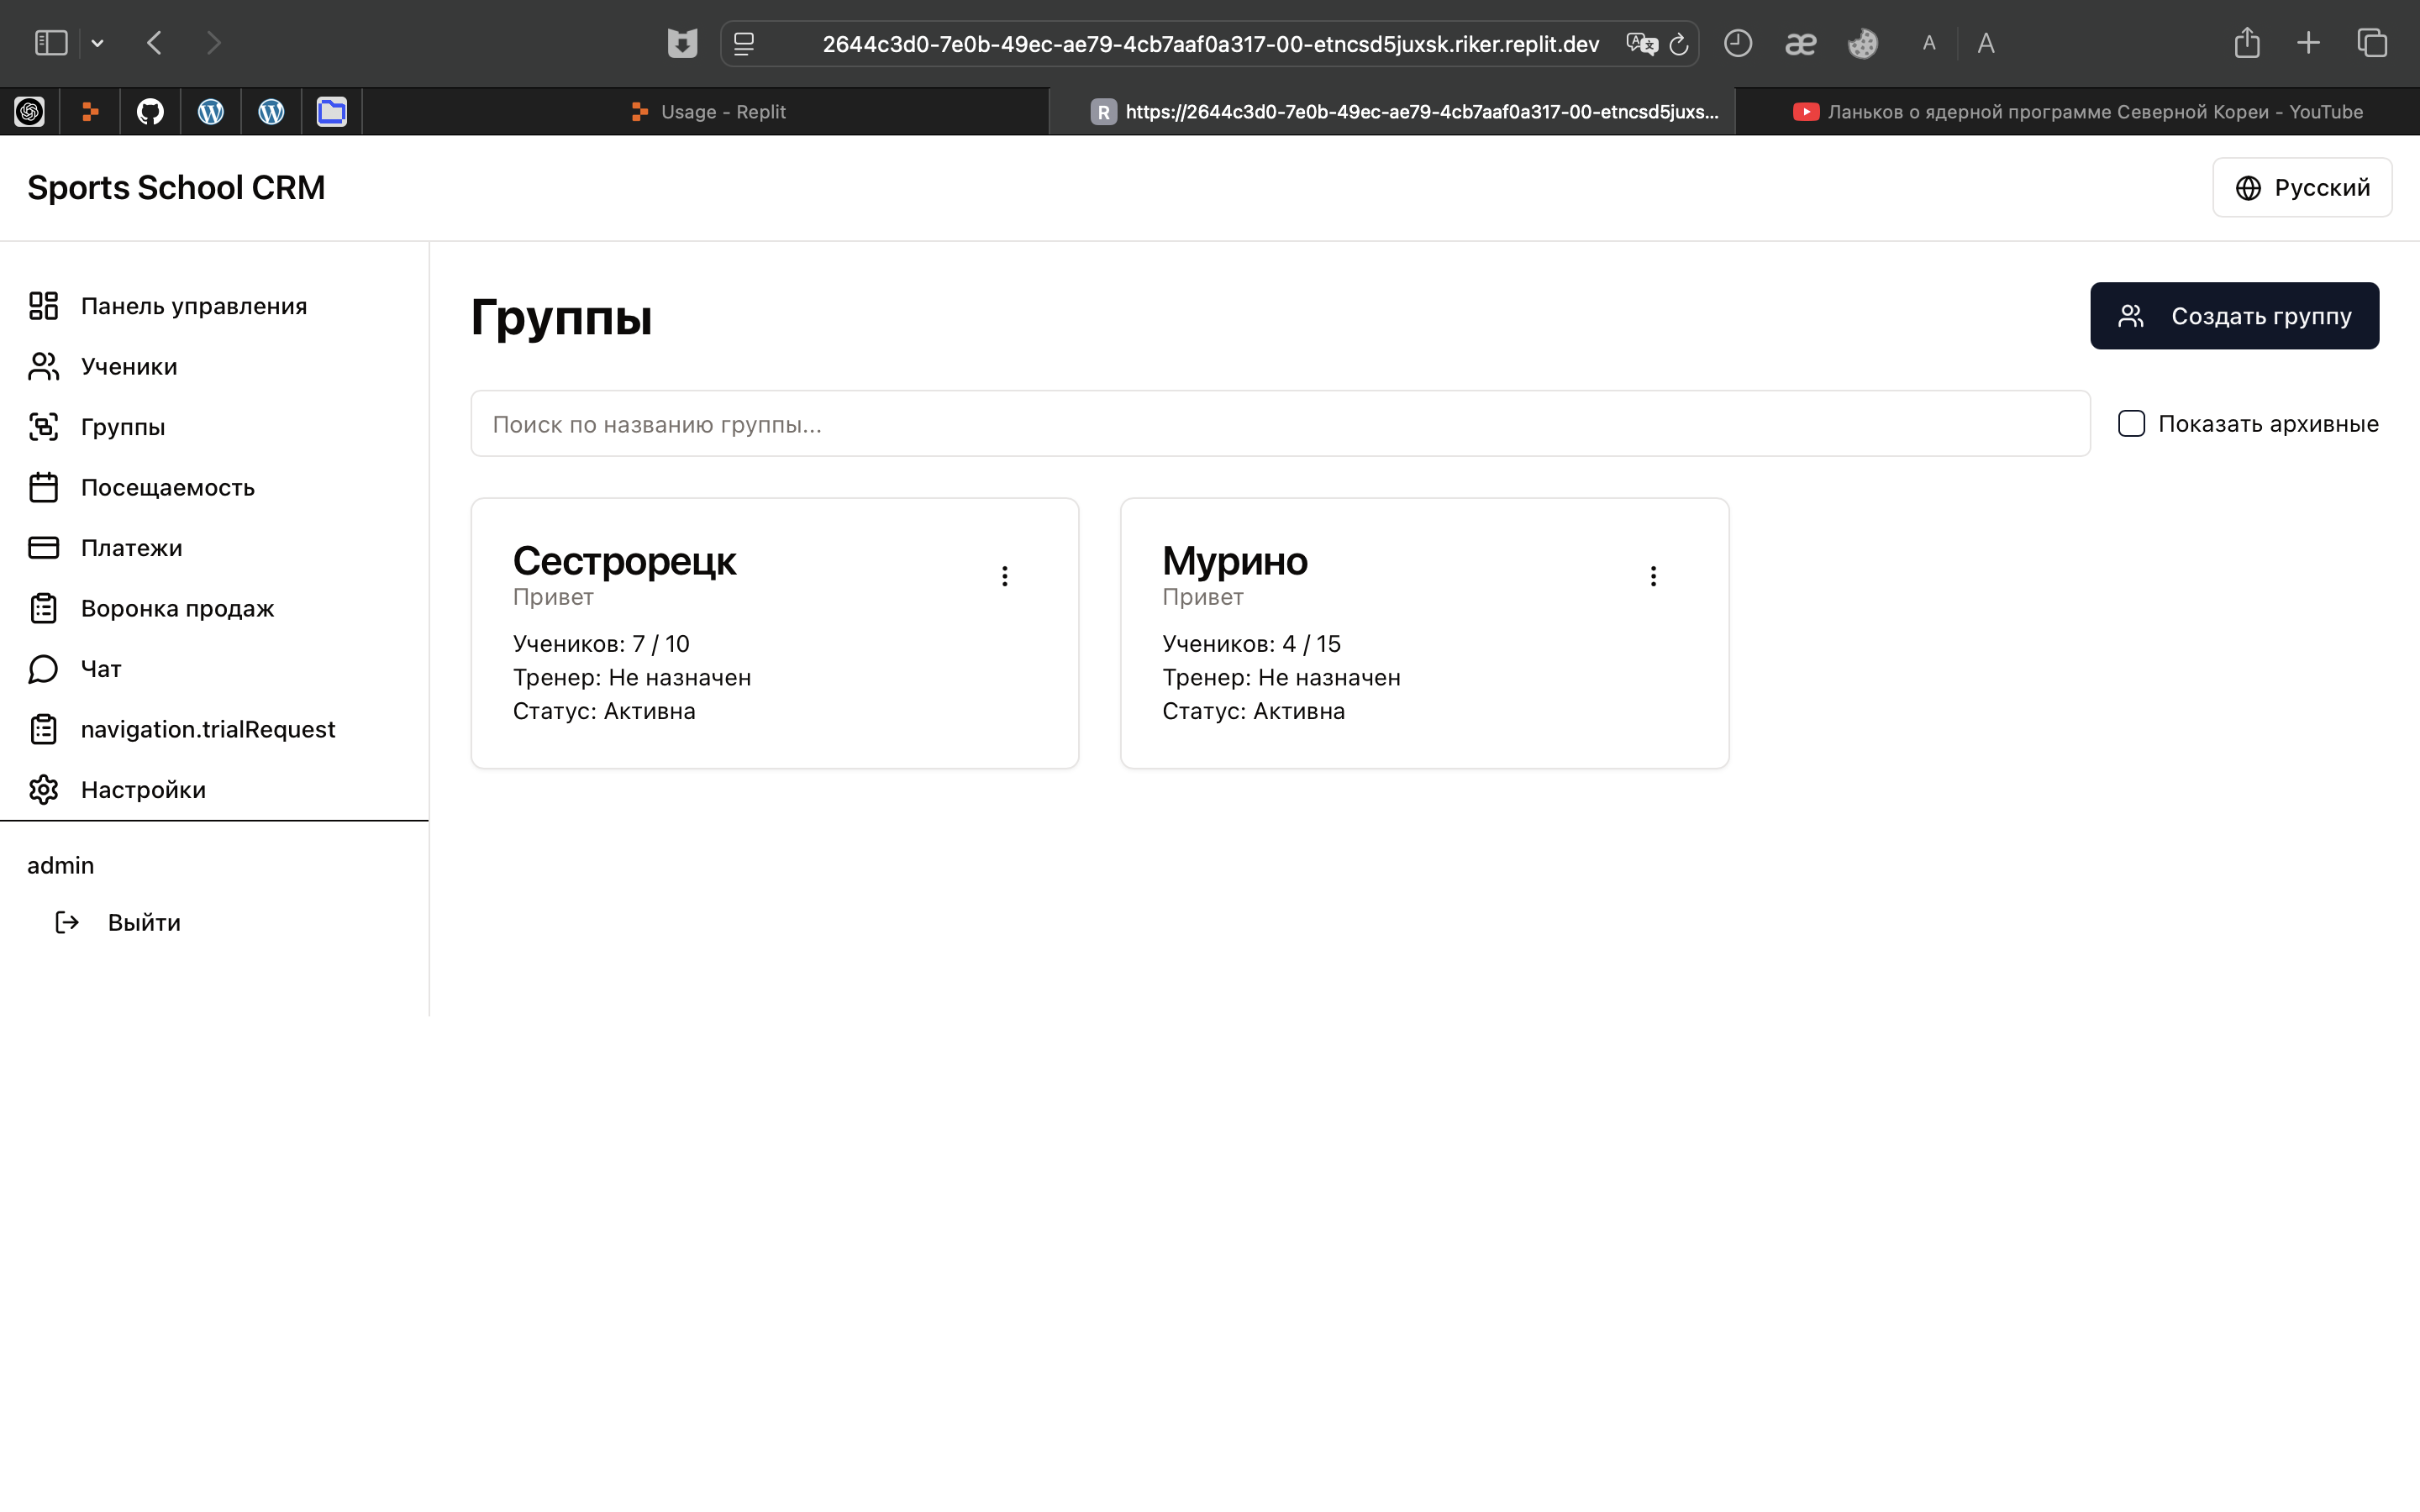 2644c3d0-7e0b-49ec-ae79-4cb7aaf0a317-00-etncsd5juxsk.riker.replit.dev
æ
A
A
Usage - Replit
R
https://2644c3d0-7e0b-49ec-ae79-4cb7aaf0a317-00-etncsd5juxs...
Ланьков о ядерной программе Северной Кореи - YouTube
Sports School CRM
Русский
Панель управления
Ученики
Группы
Посещаемость
Платежи
Воронка продаж
Чат
navigation.trialRequest
Настройки
admin
Выйти
Группы
Создать группу
Поиск по названию группы...
Показать архивные
Сестрорецк
Привет
Учеников: 7 / 10
Тренер: Не назначен
Статус: Активна
Мурино
Привет
Учеников: 4 / 15
Тренер: Не назначен
Статус: Активна